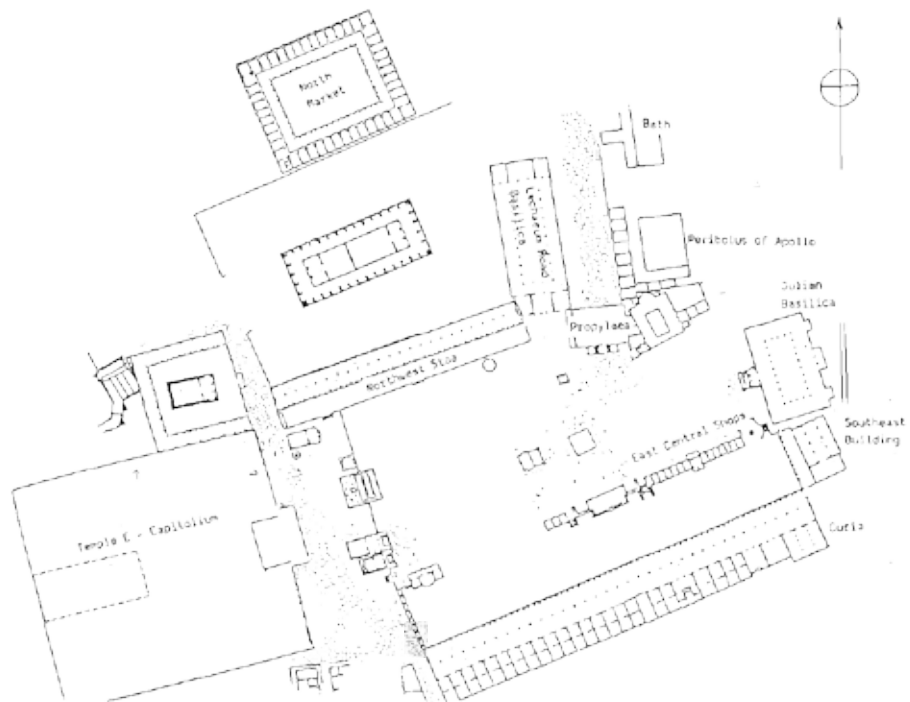 North
Market
Bath
Lechaeum Road
Basilica
Peribolus of Apollo
Julian
Basilica
Propylaea
Northwest Stoa
East Central Shops
Southeast
Building
Temple E - Capitolium
Curia